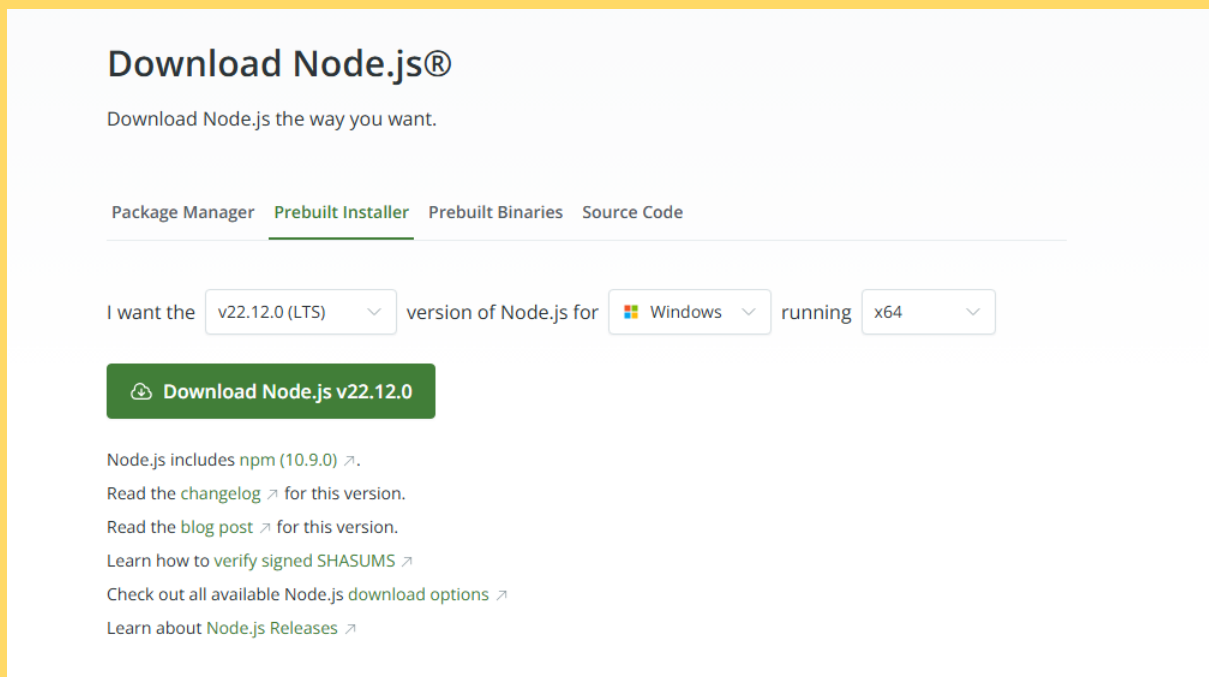 Download Node.js®
Download Node.js the way you want.
Package Manager Prebuilt Installer Prebuilt Binaries Source Code
I want the v22.12.0 (LTS) version of Node.js for Windows running x64
Download Node.js v22.12.0
Node.js includes npm (10.9.0) ↗.
Read the changelog ↗ for this version.
Read the blog post ↗ for this version.
Learn how to verify signed SHASUMS ↗
Check out all available Node.js download options ↗
Learn about Node.js Releases ↗